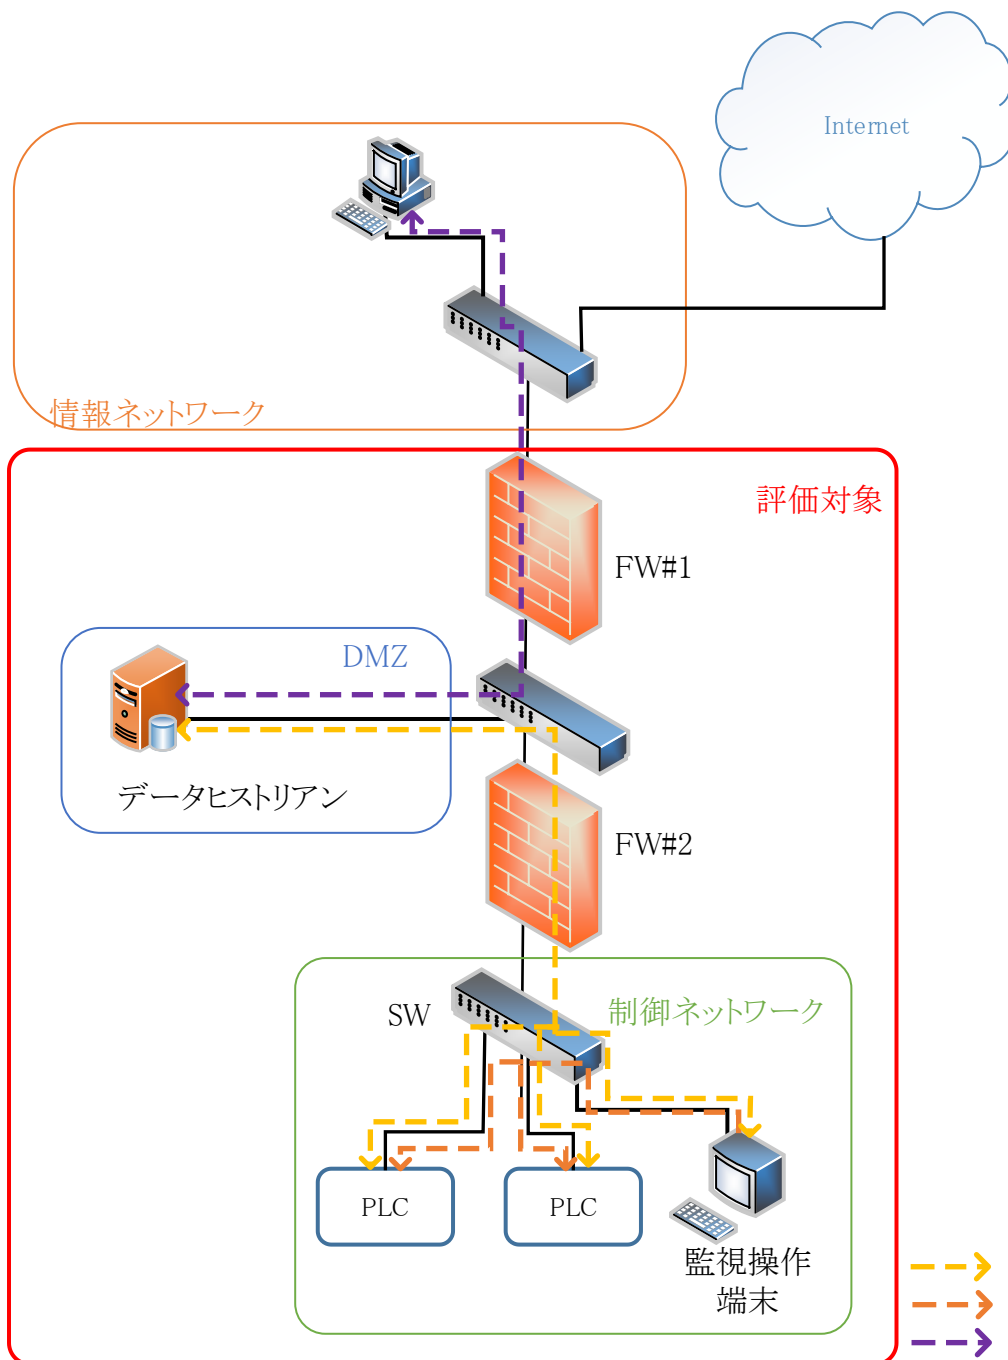 Internet
情報ネットワーク
評価対象
FW#1
DMZ
データヒストリアン
FW#2
SW
制御ネットワーク
PLC
PLC
監視操作
端末